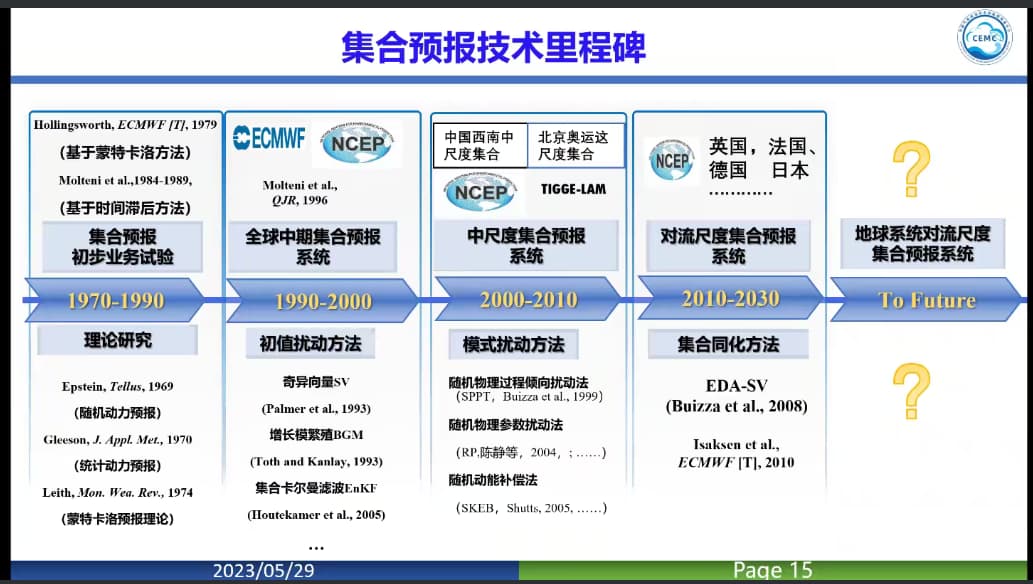 集合预报技术里程碑
CEMC
Hollingsworth, ECMWF [T], 1979
(基于蒙特卡洛方法)
Molteni et al.,1984-1989,
(基于时间滞后方法)
集合预报
初步业务试验
1970-1990
理论研究
Epstein, Tellus, 1969
(随机动力预报)
Gleeson, J. Appl. Met., 1970
(统计动力预报)
Leith, Mon. Wea. Rev., 1974
(蒙特卡洛预报理论)
ECMWF
NCEP
Molteni et al.,
QJR, 1996
全球中期集合预报
系统
1990-2000
初值扰动方法
奇异向量SV
(Palmer et al., 1993)
增长模繁殖BGM
(Toth and Kanlay, 1993)
集合卡尔曼滤波EnKF
(Houtekamer et al., 2005)
...
中国西南中
尺度集合
北京奥运这
尺度集合
NCEP
TIGGE-LAM
中尺度集合预报
系统
2000-2010
模式扰动方法
随机物理过程倾向扰动法
(SPPT, Buizza et al., 1999)
随机物理参数扰动法
(RP,陈静等, 2004, ; ……)
随机动能补偿法
(SKEB, Shutts, 2005, ……)
NCEP
英国，法国、
德国 日本
…………
对流尺度集合预报
系统
2010-2030
集合同化方法
EDA-SV
(Buizza et al., 2008)
Isaksen et al.,
ECMWF [T], 2010
?
地球系统对流尺度
集合预报系统
To Future
?
2023/05/29
Page 15